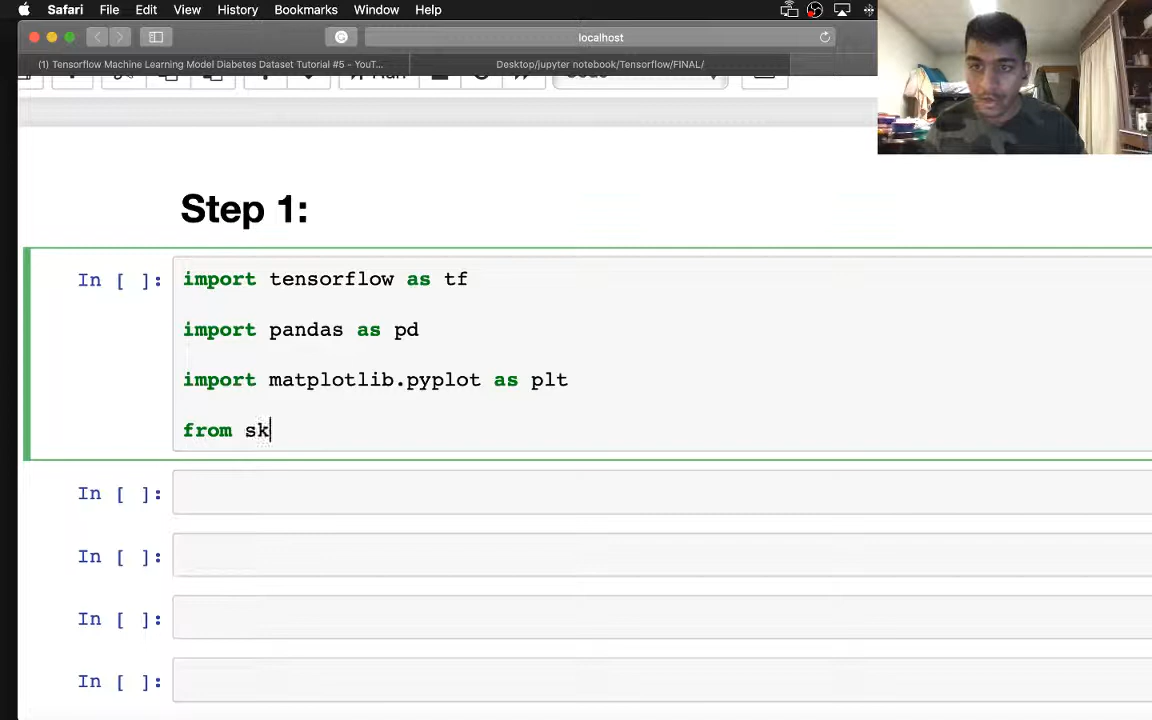 Safari File Edit View History Bookmarks Window Help
localhost
(1) Tensorflow Machine Learning Model Diabetes Dataset Tutorial #5 - YouT...
Desktop/jupyter notebook/Tensorflow/FINAL/
Step 1:
In [ ]:
import tensorflow as tf
import pandas as pd
import matplotlib.pyplot as plt
from sk
In [ ]:
In [ ]:
In [ ]:
In [ ]: